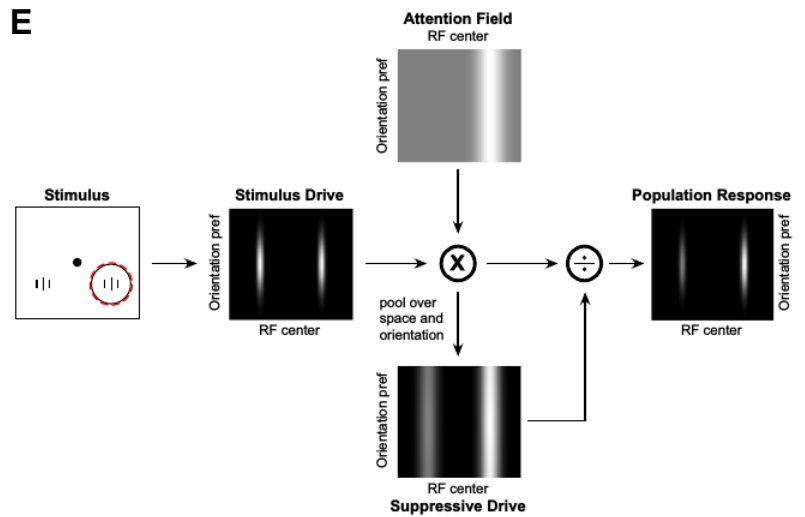 E
Attention Field
RF center
Orientation pref
Stimulus
Stimulus Drive
Orientation pref
RF center
X
÷
Population Response
Orientation pref
RF center
pool over
space and
orientation
Orientation pref
RF center
Suppressive Drive